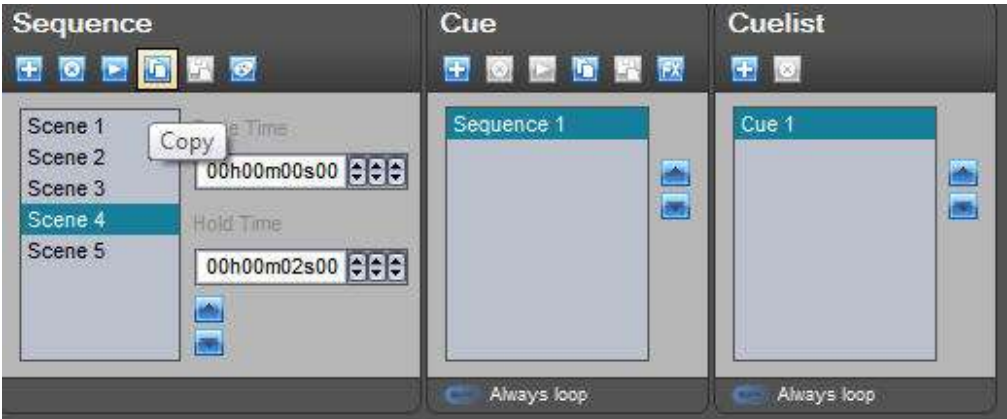 Sequence
Cue
Cuelist
FX
Scene 1
Scene 2
Scene 3
Scene 4
Scene 5
Copy
Time
00h00m00s00
Hold Time
00h00m02s00
Sequence 1
Cue 1
Always loop
Always loop